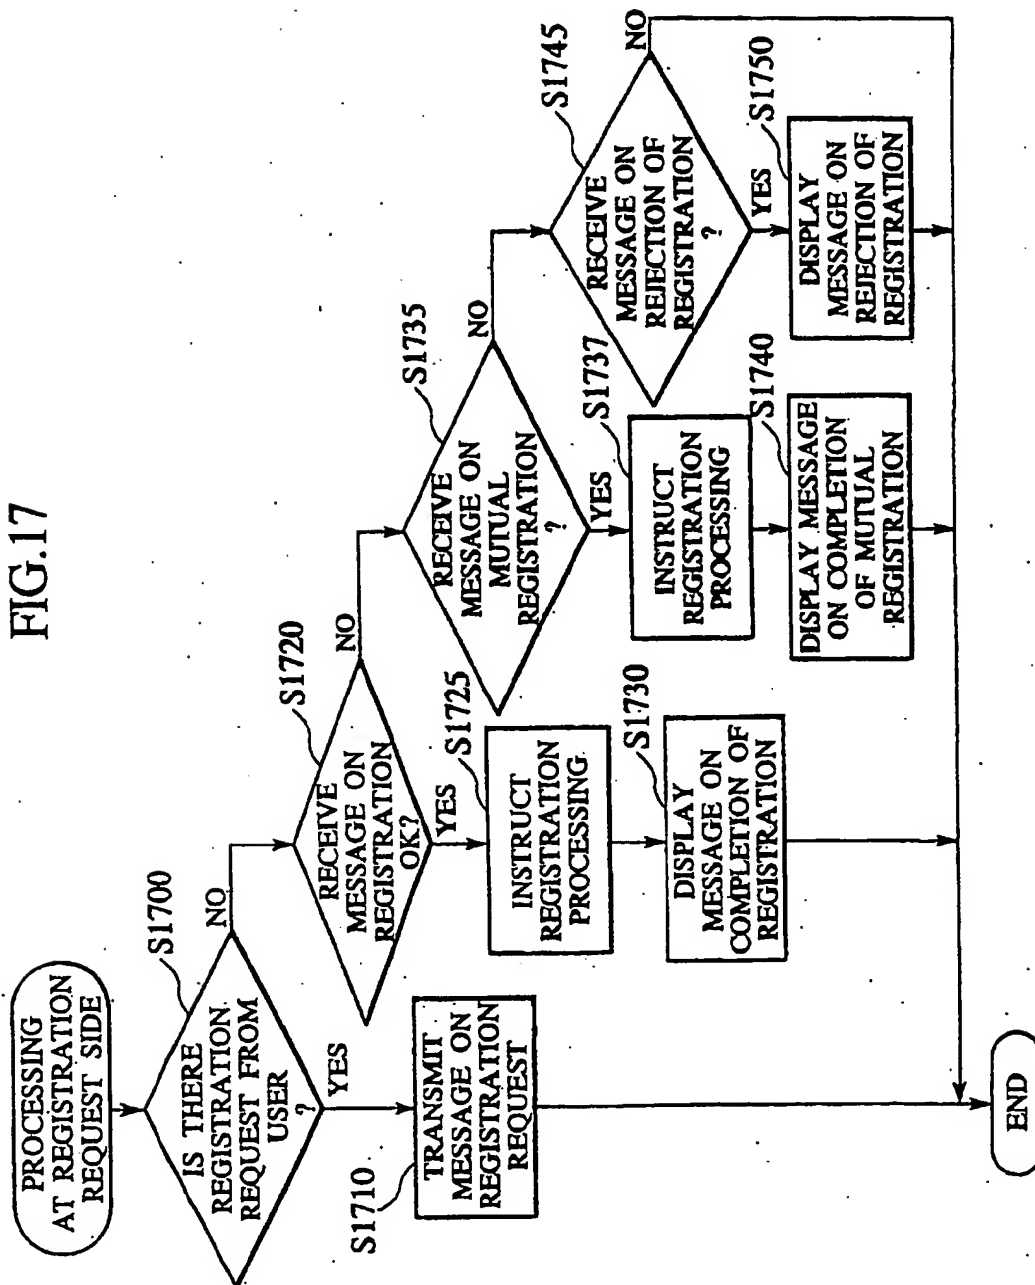 FIG.17
PROCESSING
AT REGISTRATION
REQUEST SIDE
S1700
IS THERE
REGISTRATION
REQUEST FROM
USER
?
NO
YES
S1710
TRANSMIT
MESSAGE ON
REGISTRATION
REQUEST
S1720
RECEIVE
MESSAGE ON
REGISTRATION
OK?
NO
YES
S1725
INSTRUCT
REGISTRATION
PROCESSING
S1730
DISPLAY
MESSAGE ON
COMPLETION OF
REGISTRATION
S1735
RECEIVE
MESSAGE ON
MUTUAL
REGISTRATION
?
NO
YES
S1737
INSTRUCT
REGISTRATION
PROCESSING
S1740
DISPLAY MESSAGE
ON COMPLETION
OF MUTUAL
REGISTRATION
S1745
RECEIVE
MESSAGE ON
REJECTION OF
REGISTRATION
?
NO
YES
S1750
DISPLAY
MESSAGE ON
REJECTION OF
REGISTRATION
END